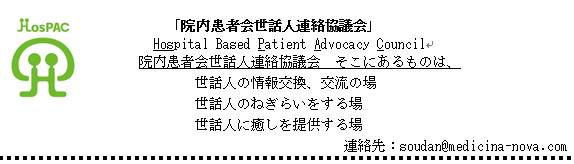 HosPAC
「院内患者会世話人連絡協議会」
Hospital Based Patient Advocacy Council↵
院内患者会世話人連絡協議会　そこにあるものは、
世話人の情報交換、交流の場
世話人のねぎらいをする場
世話人に癒しを提供する場
連絡先：soudan@medicina-nova.com